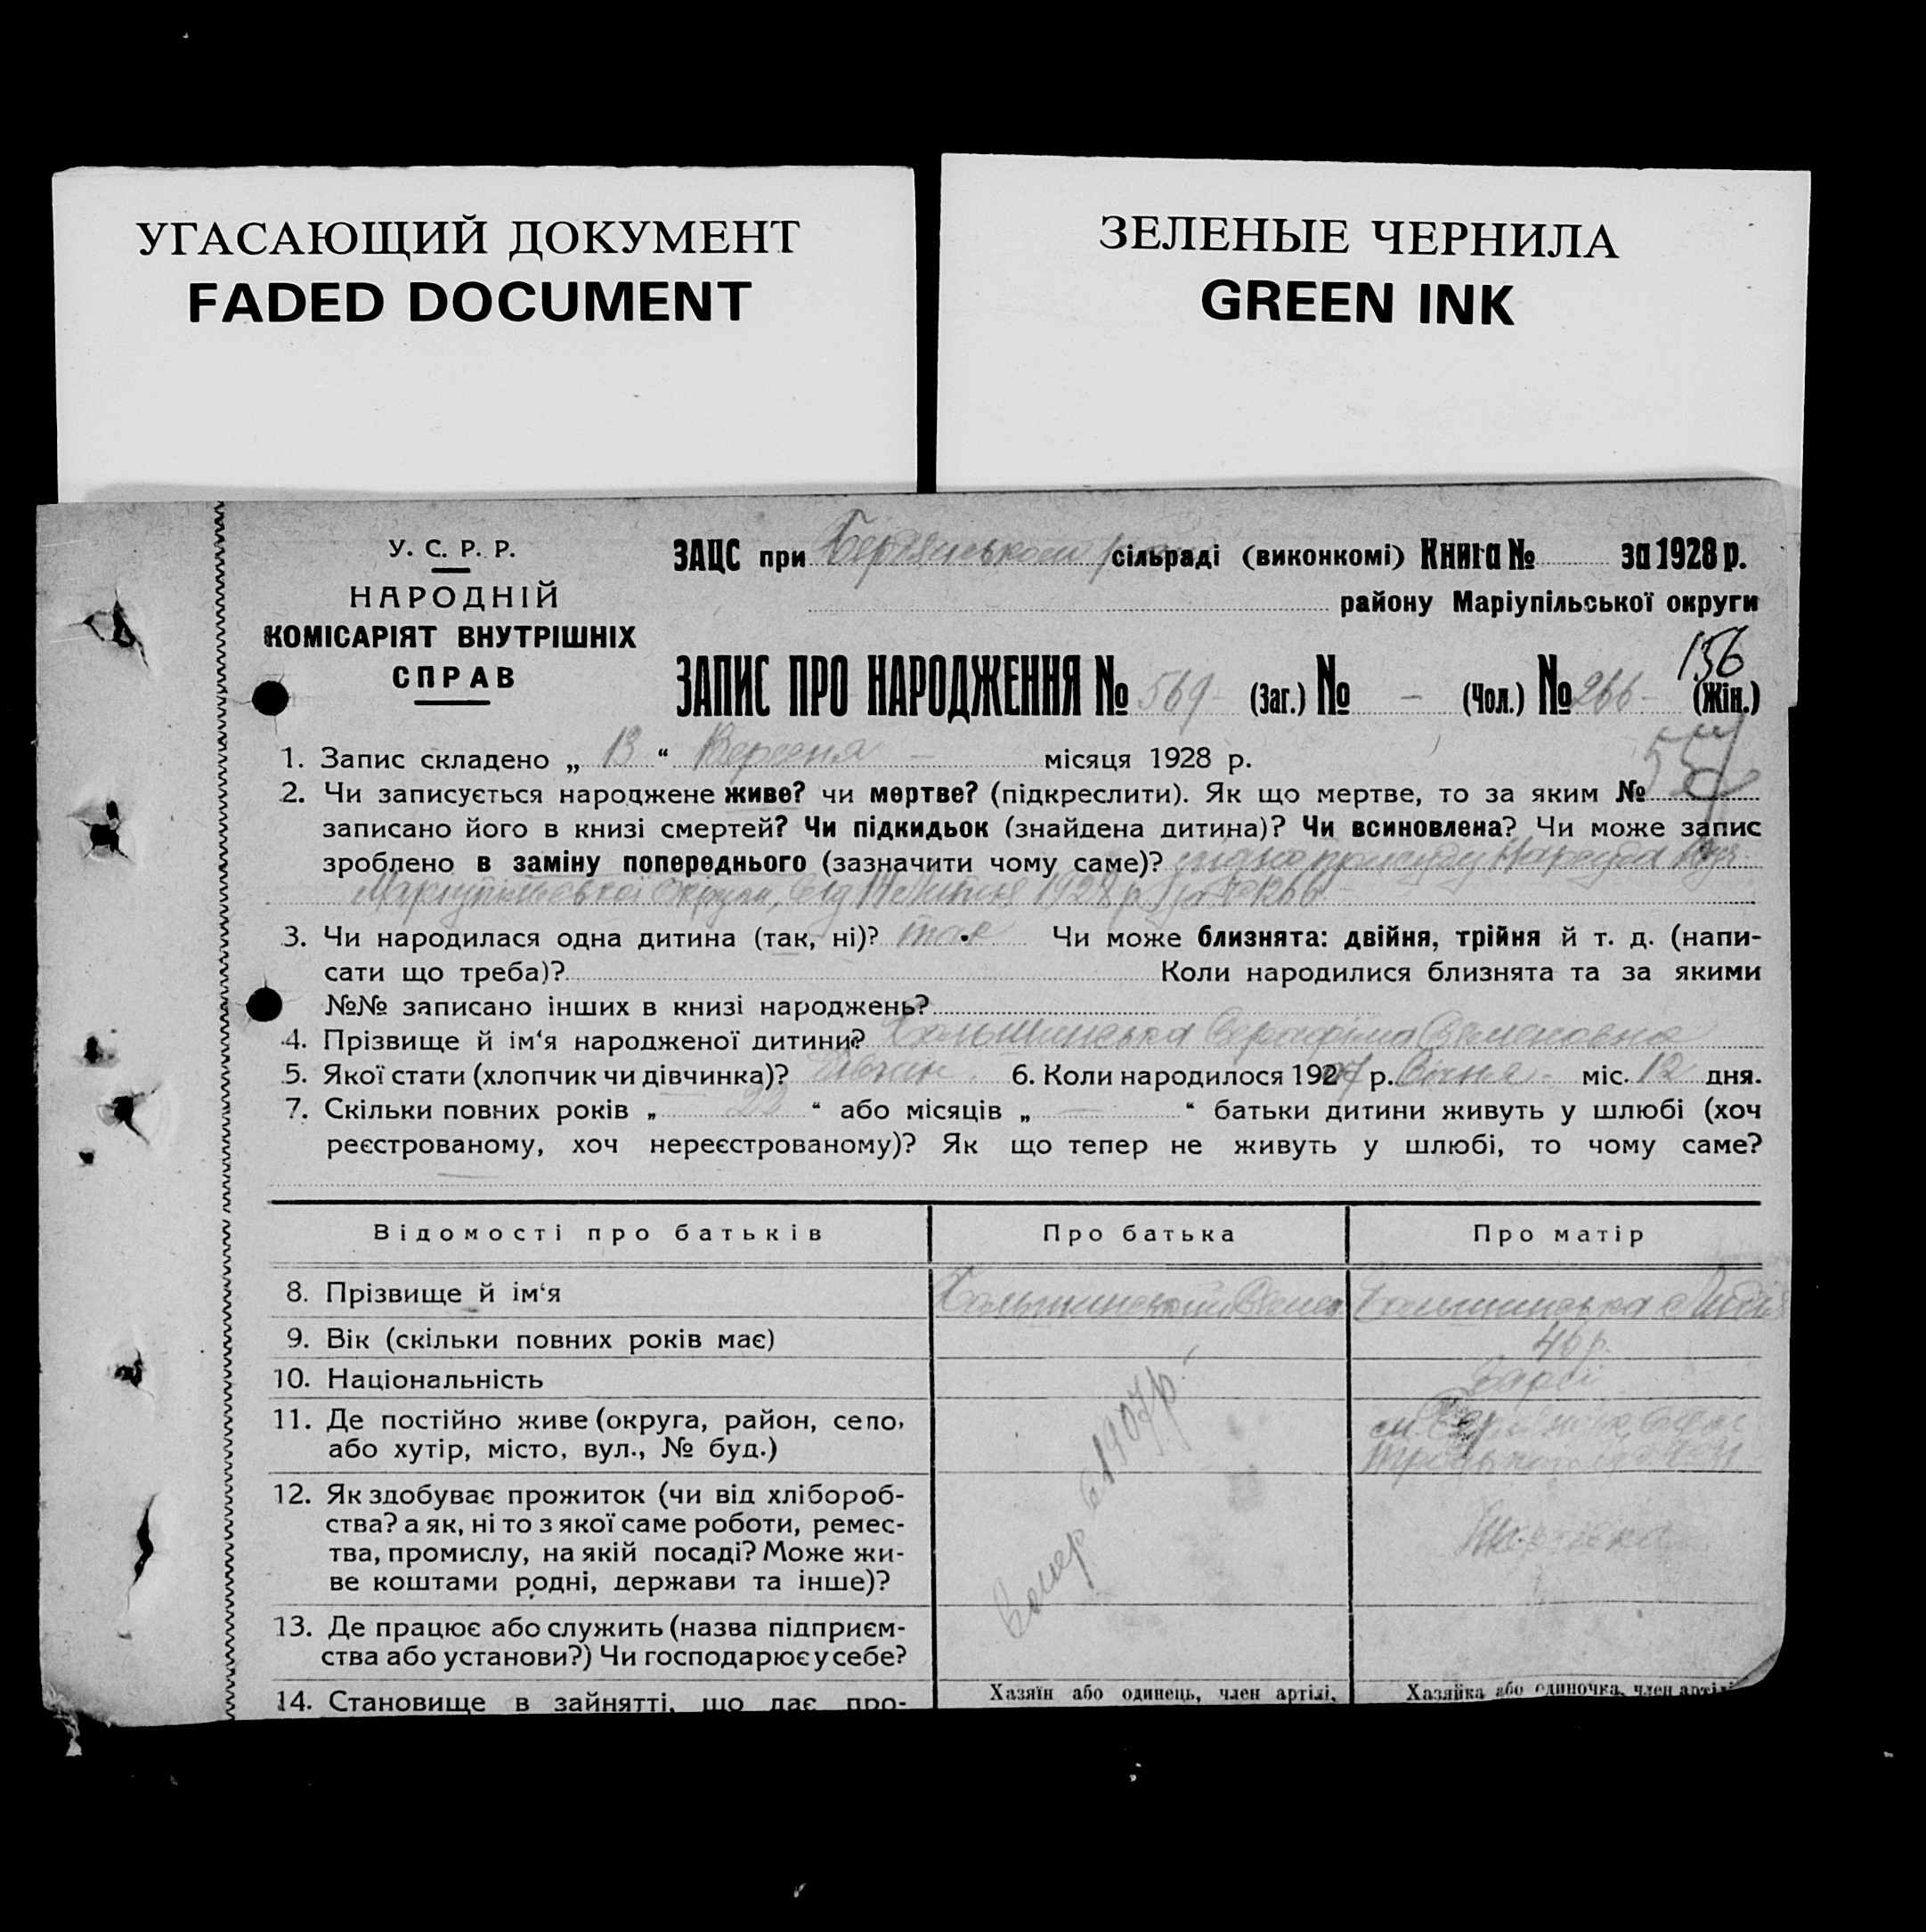 УГАСАЮЩИЙ ДОКУМЕНТ
FADED DOCUMENT
ЗЕЛЕНЫЕ ЧЕРНИЛА
GREEN INK
У. С. Р. Р.
НАРОДНІЙ
КОМІСАРІЯТ ВНУТРІШНІХ
СПРАВ
ЗАЦС при Бердянськом сільраді (виконкомі) Книга № за 1928 р.
району Маріупільської округи
156
ЗАПИС ПРО НАРОДЖЕННЯ № 569 - (Заг.) № - (Чол.) № 266 - (Жін.)
1. Запис складено „ 13 “ Вересня - місяця 1928 р.
557
2. Чи записується народжене живе? чи мертве? (підкреслити). Як що мертве, то за яким №
записано його в книзі смертей? Чи підкидьок (знайдена дитина)? Чи всиновлена? Чи може запис
зроблено в заміну попереднього (зазначити чому саме)?
Маріупільської округи, від 1928 р.
3. Чи народилася одна дитина (так, ні)? так Чи може близнята: двійня, трійня й т. д. (напи-
сати що треба)? Коли народилися близнята та за якими
№№ записано інших в книзі народжень?
4. Прізвище й ім‘я народженої дитини? Серафіма
5. Якої стати (хлопчик чи дівчинка)? 6. Коли народилося 1907 р. Січня - міс. 12 дня.
7. Скільки повних років „ 22 “ або місяців „ — “ батьки дитини живуть у шлюбі (хоч
реєстрованому, хоч нереєстрованому)? Як що тепер не живуть у шлюбі, то чому саме?
Відомості про батьків Про батька Про матір
8. Прізвище й ім‘я
9. Вік (скільки повних років має) 46 р.
10. Національність
11. Де постійно живе (округа, район, село,
або хутір, місто, вул., № буд.)
12. Як здобуває прожиток (чи від хлібороб-
ства? а як, ні то з якої саме роботи, ремес-
тва, промислу, на якій посаді? Може жи-
ве коштами родні, держави та інше)?
13. Де працює або служить (назва підприєм-
ства або установи?) Чи господарює у себе?
14. Становище в зайнятті, що дає про-
Хазяїн або одинець, член артілі,
Хазяйка або одиночка, член артілі